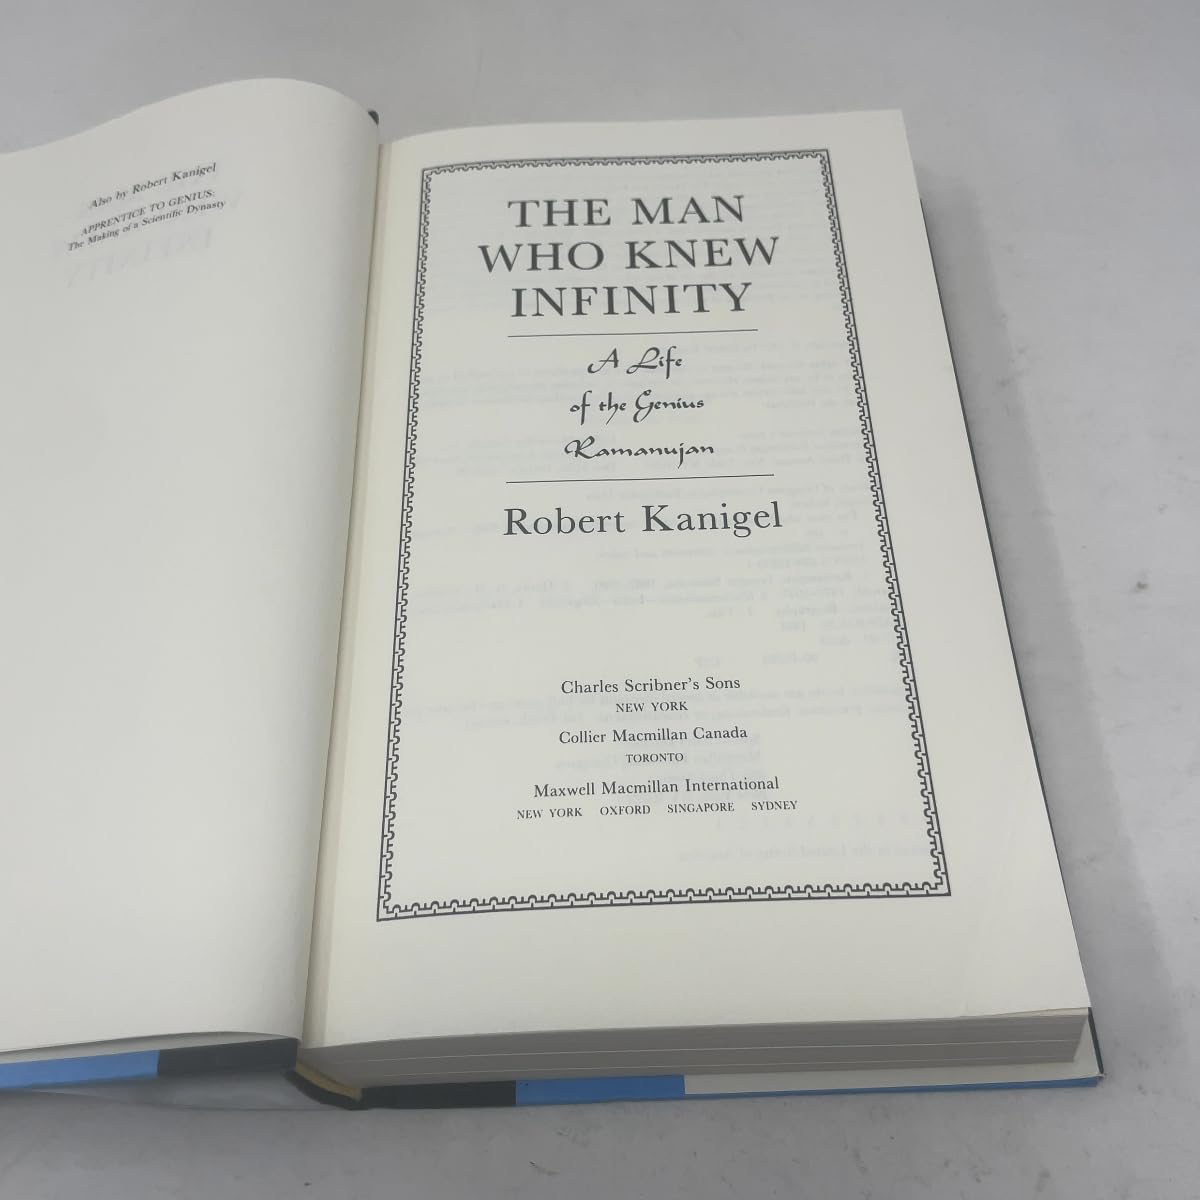 Also by Robert Kanigel
APPRENTICE TO GENIUS:
The Making of a Scientific Dynasty
THE MAN
WHO KNEW
INFINITY
A Life
of the Genius
Ramanujan
Robert Kanigel
Charles Scribner's Sons
NEW YORK
Collier Macmillan Canada
TORONTO
Maxwell Macmillan International
NEW YORK OXFORD SINGAPORE SYDNEY